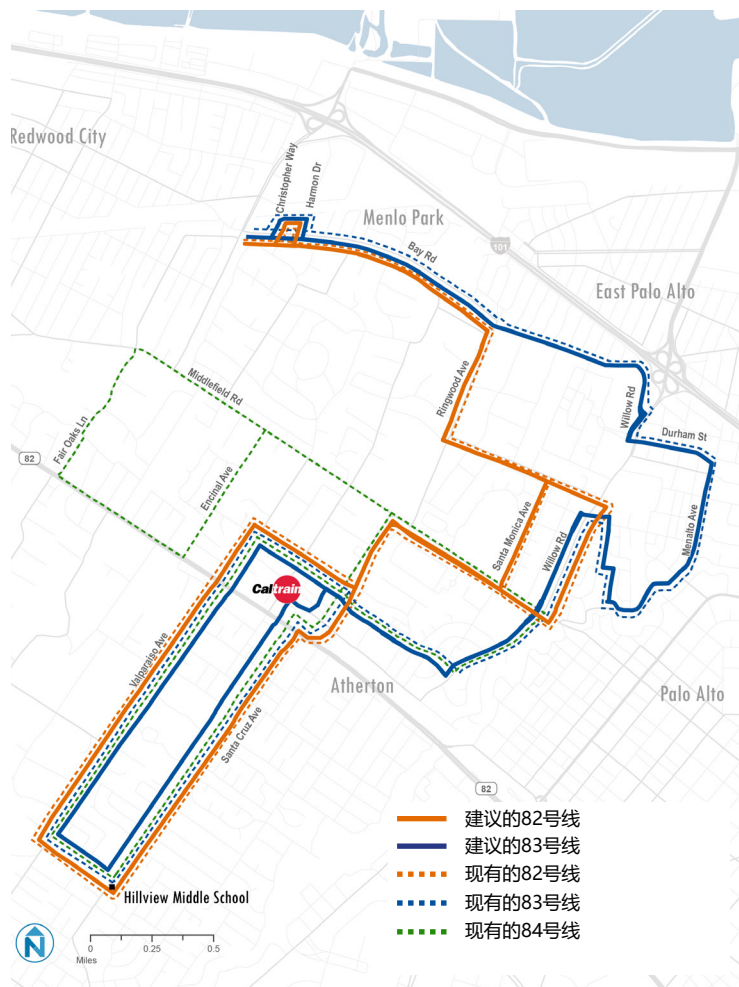 Redwood City
Christopher Way
Harmon Dr
Menlo Park
Bay Rd
101
East Palo Alto
Middlefield Rd
Ringwood Ave
Willow Rd
Durham St
Fair Oaks Ln
82
Encinal Ave
Santa Monica Ave
Willow Rd
Menalto Ave
Caltrain
Valparaiso Ave
Atherton
Palo Alto
Santa Cruz Ave
82
建议的82号线
建议的83号线
现有的82号线
现有的83号线
现有的84号线
Hillview Middle School
N
0 0.25 0.5
Miles